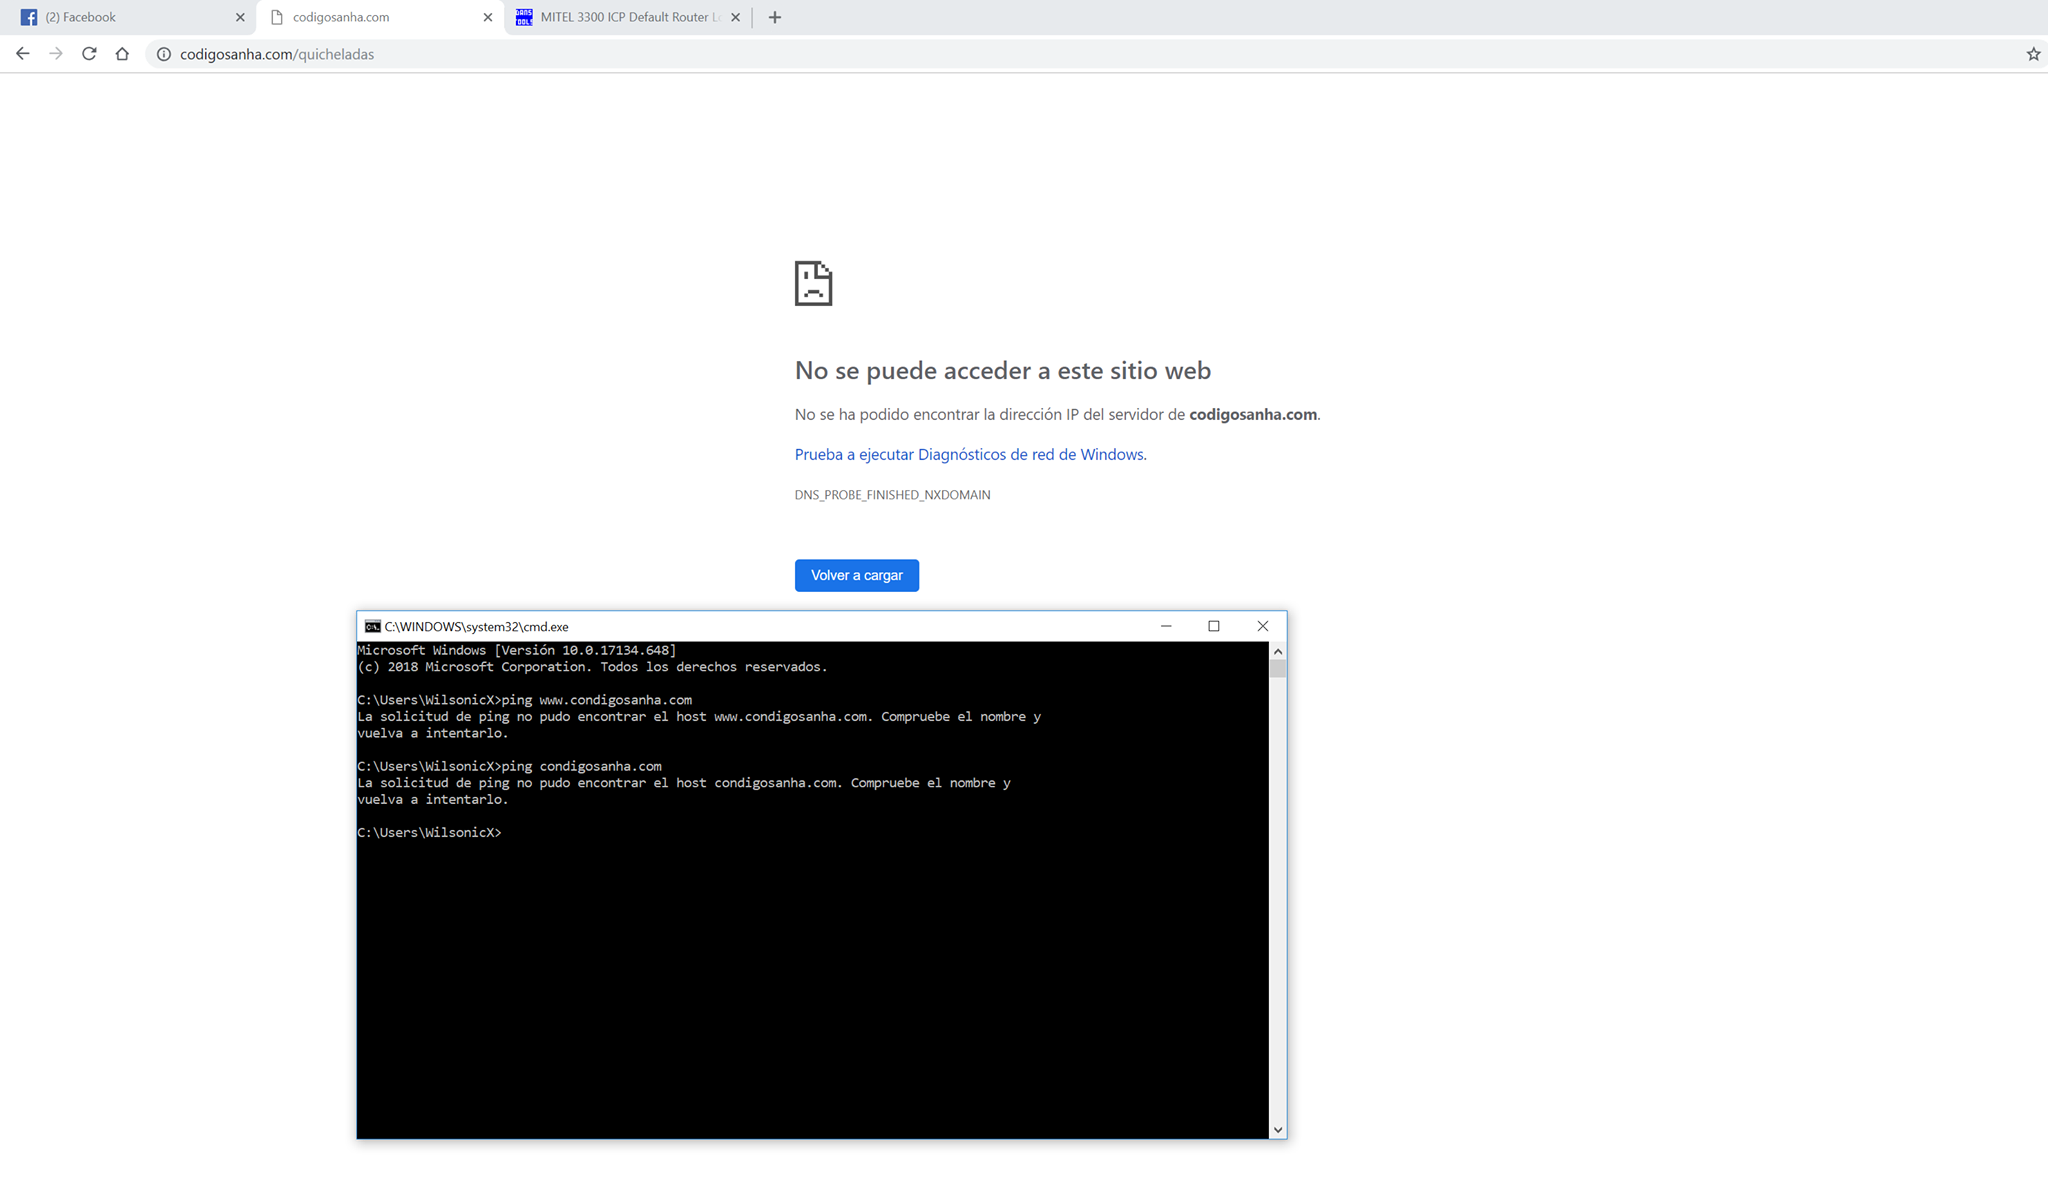 (2) Facebook
codigosanha.com
MITEL 3300 ICP Default Router
codigosanha.com/quicheladas
No se puede acceder a este sitio web
No se ha podido encontrar la dirección IP del servidor de codigosanha.com.
Prueba a ejecutar Diagnósticos de red de Windows.
DNS_PROBE_FINISHED_NXDOMAIN
Volver a cargar
C:\WINDOWS\system32\cmd.exe
Microsoft Windows [Versión 10.0.17134.648]
(c) 2018 Microsoft Corporation. Todos los derechos reservados.
C:\Users\WilsonicX>ping www.condigosanha.com
La solicitud de ping no pudo encontrar el host www.condigosanha.com. Compruebe el nombre y
vuelva a intentarlo.
C:\Users\WilsonicX>ping condigosanha.com
La solicitud de ping no pudo encontrar el host condigosanha.com. Compruebe el nombre y
vuelva a intentarlo.
C:\Users\WilsonicX>